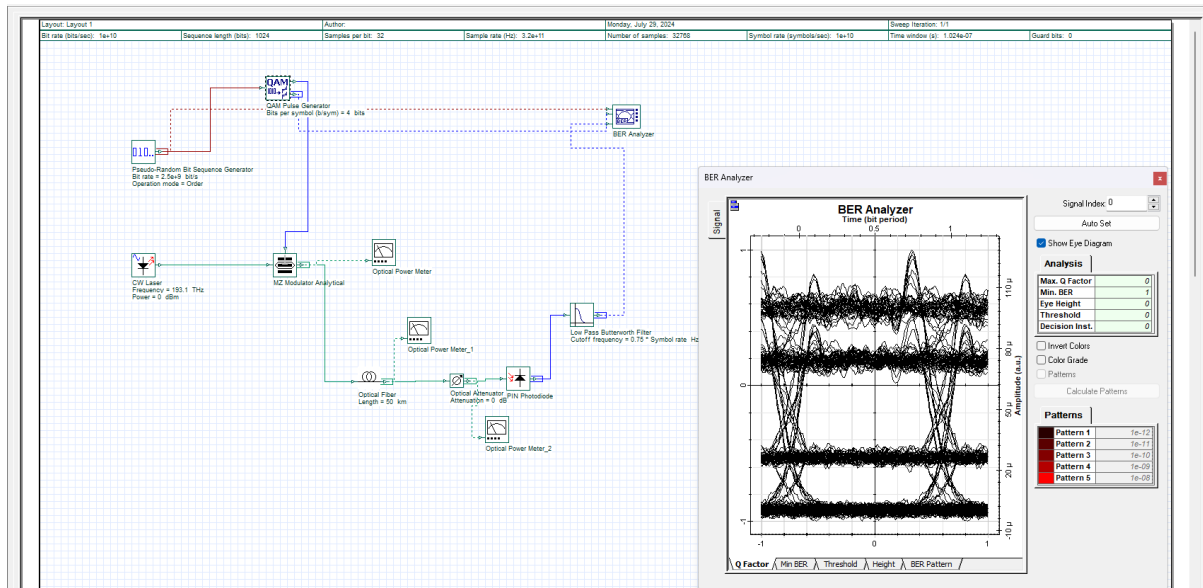 Layout: Layout 1 Author: Monday, July 29, 2024 Sweep Iteration: 1/1
Bit rate (bits/sec): 1e+10 Sequence length (bits): 1024 Samples per bit: 32 Sample rate (Hz): 3.2e+11 Number of samples: 32768 Symbol rate (symbols/sec): 1e+10 Time window (s): 1.024e-07 Guard bits: 0
QAM
QAM Pulse Generator
Bits per symbol (b/sym) = 4 bits
BER Analyzer
Pseudo-Random Bit Sequence Generator
Bit rate = 2.5e+9 bit/s
Operation mode = Order
CW Laser
Frequency = 193.1 THz
Power = 0 dBm
MZ Modulator Analytical
Optical Power Meter
Optical Power Meter_1
Low Pass Butterworth Filter
Cutoff frequency = 0.75 * Symbol rate Hz
Optical Fiber
Length = 50 km
Optical Attenuator
Attenuation = 0 dB
PIN Photodiode
Optical Power Meter_2
BER Analyzer
x
Signal
BER Analyzer
Time (bit period)
0 0.5 1
1
0
-1
110 µ
80 µ
50 µ
20 µ
-10 µ
Amplitude (a.u.)
-1 0 1
Q Factor Min BER Threshold Height BER Pattern
Signal Index: 0
Auto Set
Show Eye Diagram
Analysis
Max. Q Factor 0
Min. BER 1
Eye Height 0
Threshold 0
Decision Inst. 0
Invert Colors
Color Grade
Patterns
Calculate Patterns
Patterns
Pattern 1 1e-12
Pattern 2 1e-11
Pattern 3 1e-10
Pattern 4 1e-09
Pattern 5 1e-08